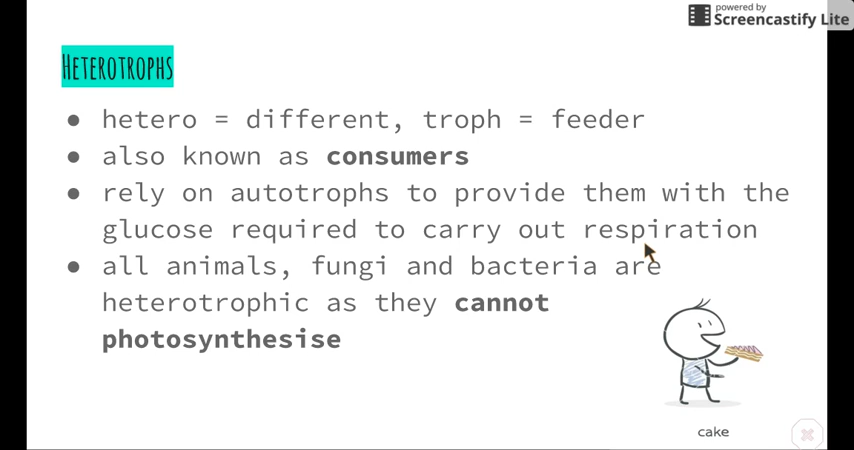 powered by
Screencastify Lite
Heterotrophs
● hetero = different, troph = feeder
● also known as consumers
● rely on autotrophs to provide them with the
glucose required to carry out respiration
● all animals, fungi and bacteria are
heterotrophic as they cannot
photosynthesise
cake